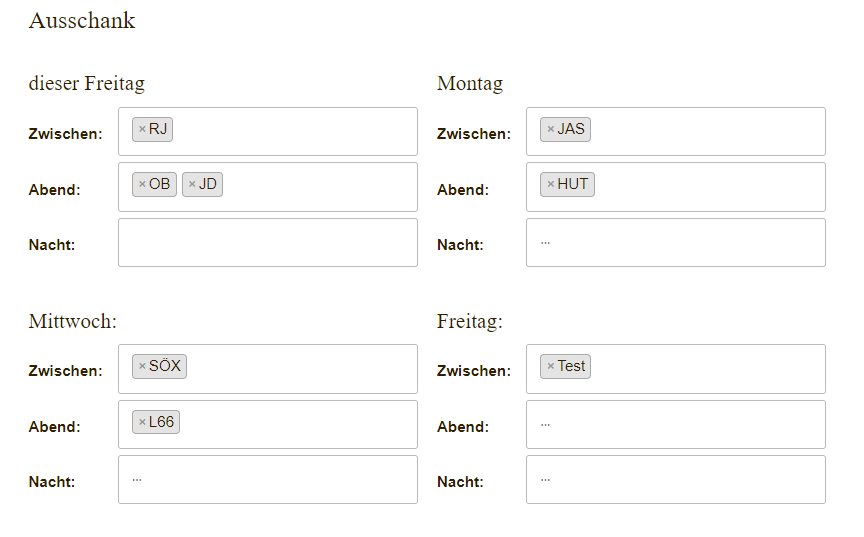 Ausschank
dieser Freitag
Zwischen: ×RJ
Abend: ×OB ×JD
Nacht:
Montag
Zwischen: ×JAS
Abend: ×HUT
Nacht: ...
Mittwoch:
Zwischen: ×SÖX
Abend: ×L66
Nacht: ...
Freitag:
Zwischen: ×Test
Abend: ...
Nacht: ...